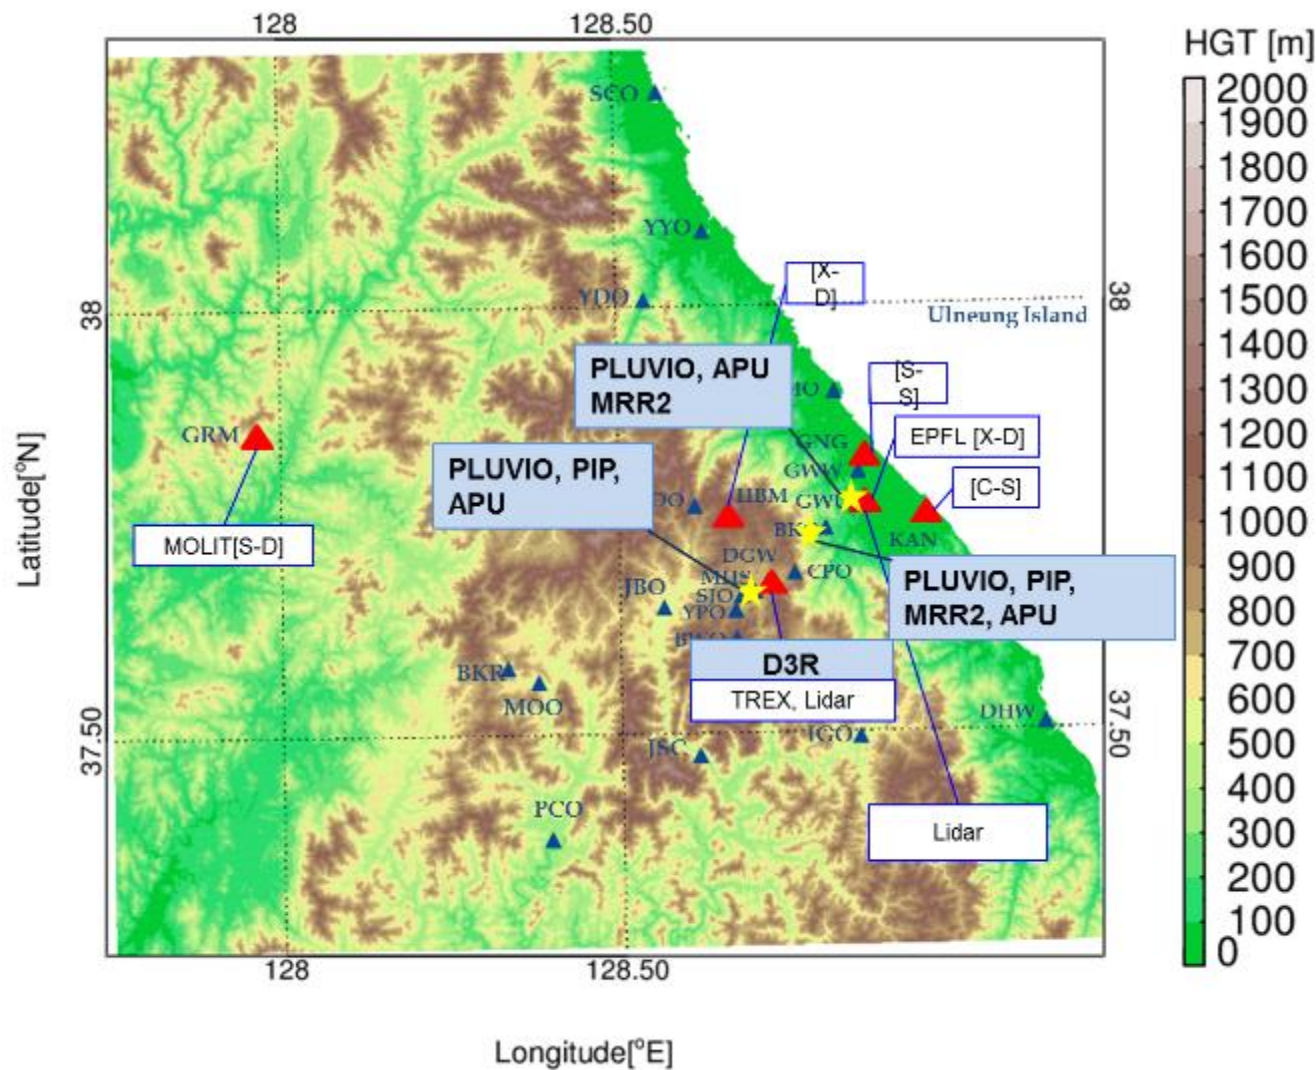 128
128.50
HGT [m]
2000
1900
1800
1700
1600
1500
1400
1300
1200
1100
1000
900
800
700
600
500
400
300
200
100
0
SCO
YYO
YDO
38
38
Ulneung Island
[X-
D]
PLUVIO, APU
MRR2
[S-
S]
GNG
EPFL [X-D]
GRM
GWW
PLUVIO, PIP,
APU
HBM
GWU
[C-S]
KAN
MOLIT[S-D]
DGW
CPO
MHS
SJO
YPO
JBO
PLUVIO, PIP,
MRR2, APU
D3R
TREX, Lidar
BKR
MOO
DHW
37.50
37.50
JSC
Lidar
PCO
128
128.50
Latitude[°N]
Longitude[°E]